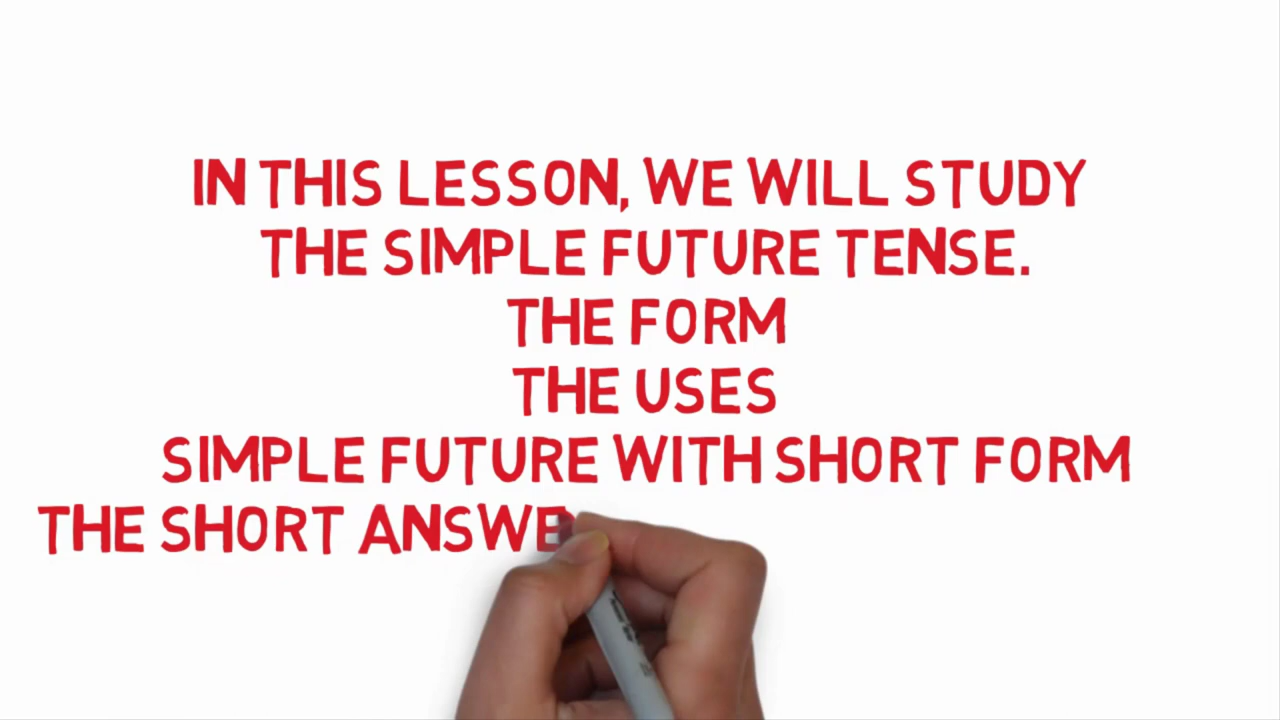 IN THIS LESSON, WE WILL STUDY
THE SIMPLE FUTURE TENSE.
THE FORM
THE USES
SIMPLE FUTURE WITH SHORT FORM
THE SHORT ANSWE